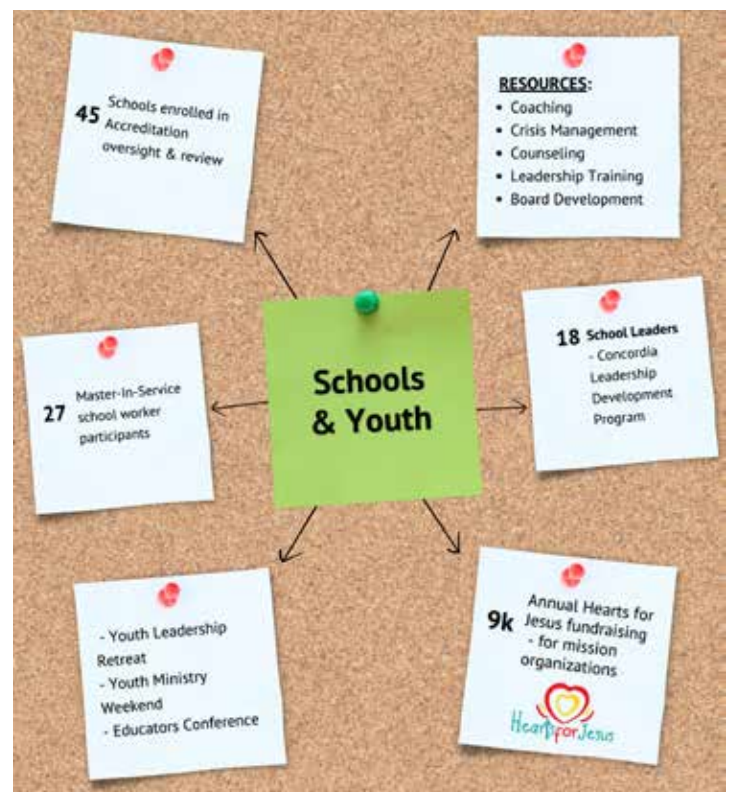 45 Schools enrolled in
Accreditation
oversight & review
RESOURCES:
• Coaching
• Crisis Management
• Counseling
• Leadership Training
• Board Development
Schools
& Youth
27 Master-In-Service
school worker
participants
18 School Leaders
- Concordia
Leadership
Development
Program
- Youth Leadership
Retreat
- Youth Ministry
Weekend
- Educators Conference
9k Annual Hearts for
Jesus fundraising
- for mission
organizations
HeartsforJesus